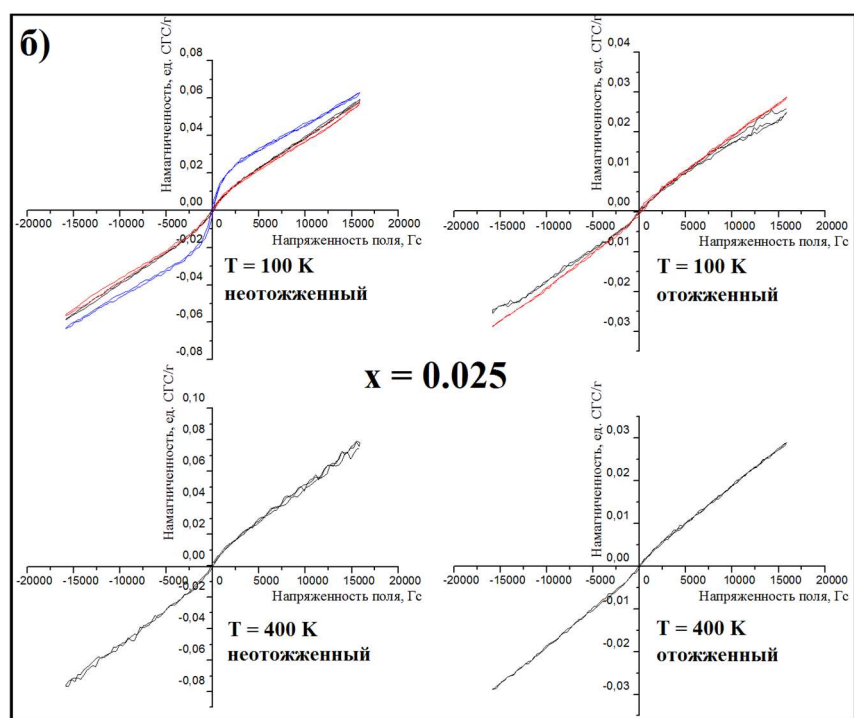 б)
Намагниченность, ед. СГС/г
0,08
0,06
0,04
0,02
0,00
-0,02
-0,04
-0,06
-0,08
-20000 -15000 -10000 -5000 0 5000 10000 15000 20000
Напряженность поля, Гс
T = 100 K
неотожженный
Намагниченность, ед. СГС/г
0,04
0,03
0,02
0,01
0,00
-0,01
-0,02
-0,03
-20000 -15000 -10000 -5000 0 5000 10000 15000 20000
Напряженность поля, Гс
T = 100 K
отожженный
x = 0.025
Намагниченность, ед. СГС/г
0,10
0,08
0,06
0,04
0,02
0,00
-0,02
-0,04
-0,06
-0,08
-20000 -15000 -10000 -5000 0 5000 10000 15000 20000
Напряженность поля, Гс
T = 400 K
неотожженный
Намагниченность, ед. СГС/г
0,03
0,02
0,01
0,00
-0,01
-0,02
-0,03
-20000 -15000 -10000 -5000 0 5000 10000 15000 20000
Напряженность поля, Гс
T = 400 K
отожженный